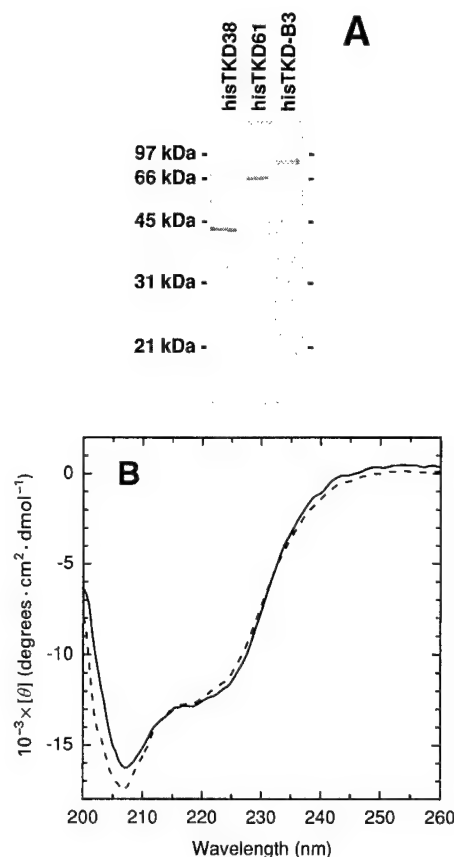 A
hisTKD38
hisTKD61
hisTKD-B3
97 kDa -
66 kDa -
45 kDa -
31 kDa -
21 kDa -
B
10⁻³ × [θ] (degrees · cm² · dmol⁻¹)
0
-5
-10
-15
200 210 220 230 240 250 260
Wavelength (nm)